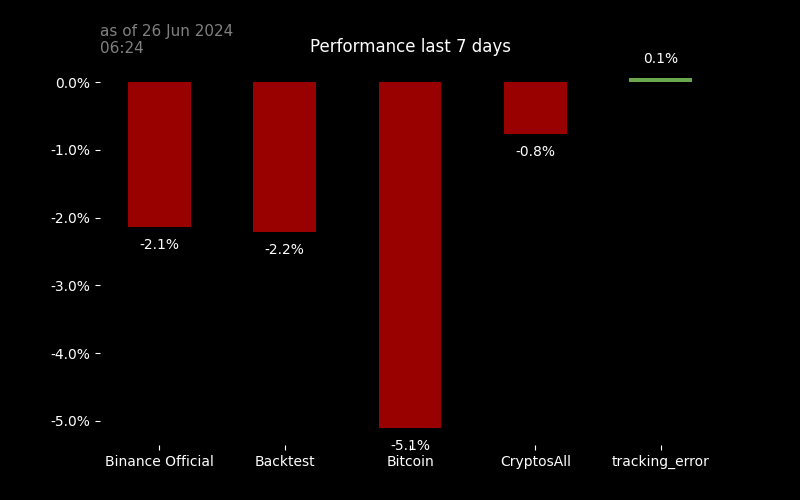 as of 26 Jun 2024
06:24
Performance last 7 days
0.1%
0.0%
-1.0%
-0.8%
-2.0%
-2.1%
-2.2%
-3.0%
-4.0%
-5.0%
-5.1%
Binance Official
Backtest
Bitcoin
CryptosAll
tracking_error